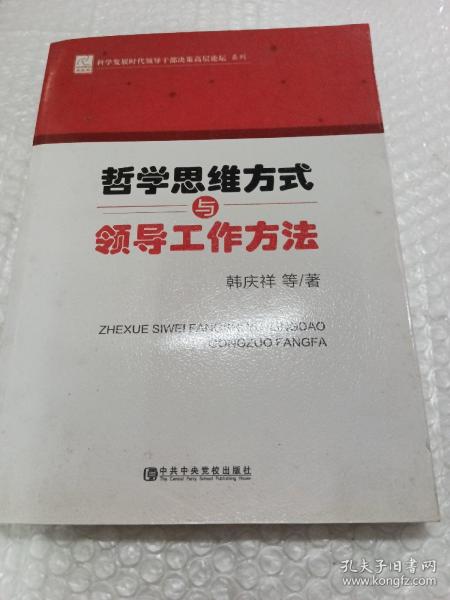 科学发展时代领导干部决策高层论坛 系列
哲学思维方式
与
领导工作方法
韩庆祥 等/著
ZHEXUE SIWEI FANGSHI YU LINGDAO
GONGZUO FANGFA
中共中央党校出版社
The Central Party School Publishing House
孔夫子旧书网
www.kongfz.com